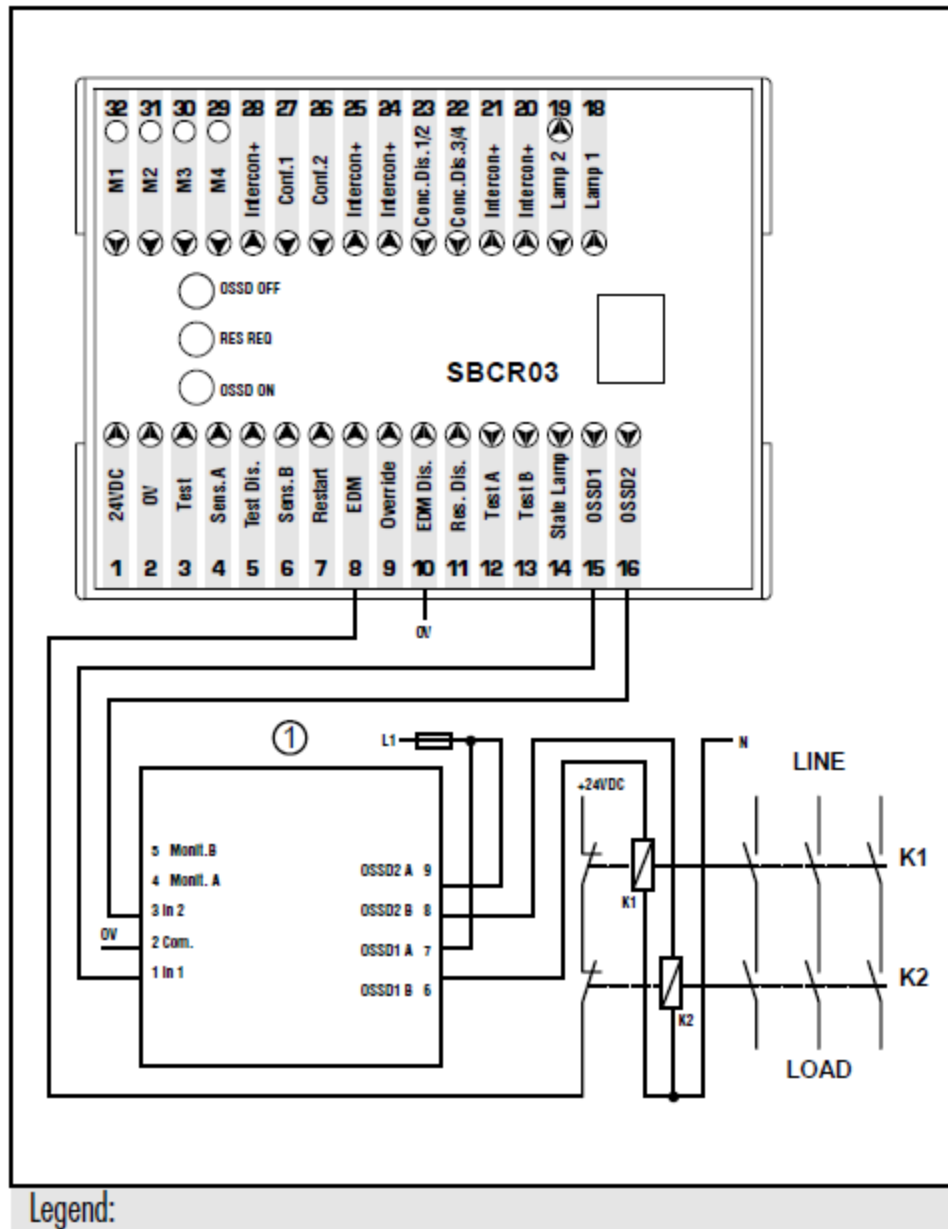 32 31 30 29 28 27 26 25 24 23 22 21 20 19 18
M1
M2
M3
M4
Intercon+
Conf.1
Conf.2
Intercon+
Intercon+
Conc.Dis.1/2
Conc.Dis.3/4
Intercon+
Intercon+
Lamp 2
Lamp 1
OSSD OFF
RES REQ
OSSD ON
SBCR03
24VDC
0V
Test
Sens.A
Test Dis.
Sens.B
Restart
EDM
Override
EDM Dis.
Res. Dis.
Test A
Test B
State Lamp
OSSD1
OSSD2
1 2 3 4 5 6 7 8 9 10 11 12 13 14 15 16
0V
1
L1
N
LINE
+24VDC
5 Monit.B
4 Monit. A
3 In 2
0V
2 Com.
1 In 1
OSSD2 A 9
OSSD2 B 8
OSSD1 A 7
OSSD1 B 6
K1
K1
K2
K2
LOAD
Legend: